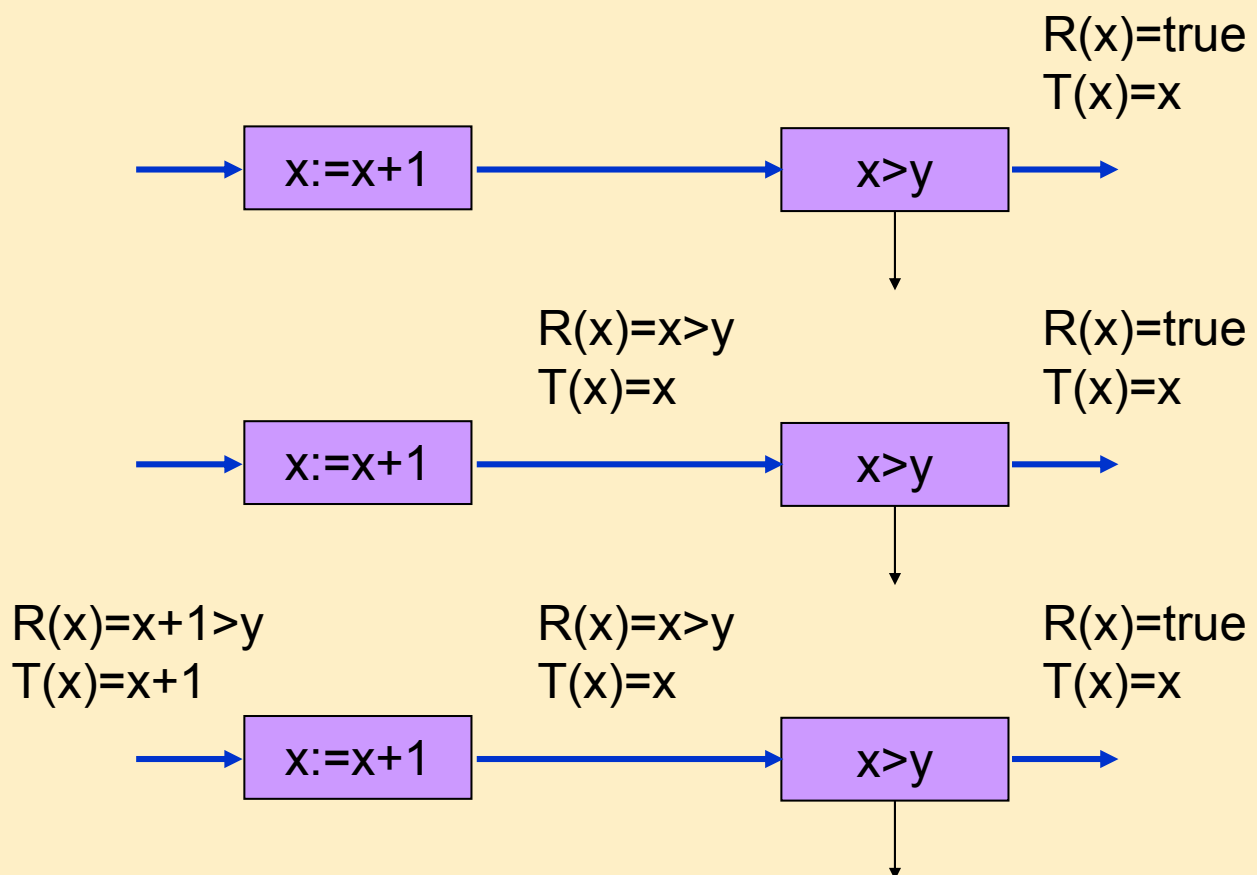 R(x)=true
T(x)=x
x:=x+1
x>y
R(x)=x>y
T(x)=x
R(x)=true
T(x)=x
x:=x+1
x>y
R(x)=x+1>y
T(x)=x+1
R(x)=x>y
T(x)=x
R(x)=true
T(x)=x
x:=x+1
x>y